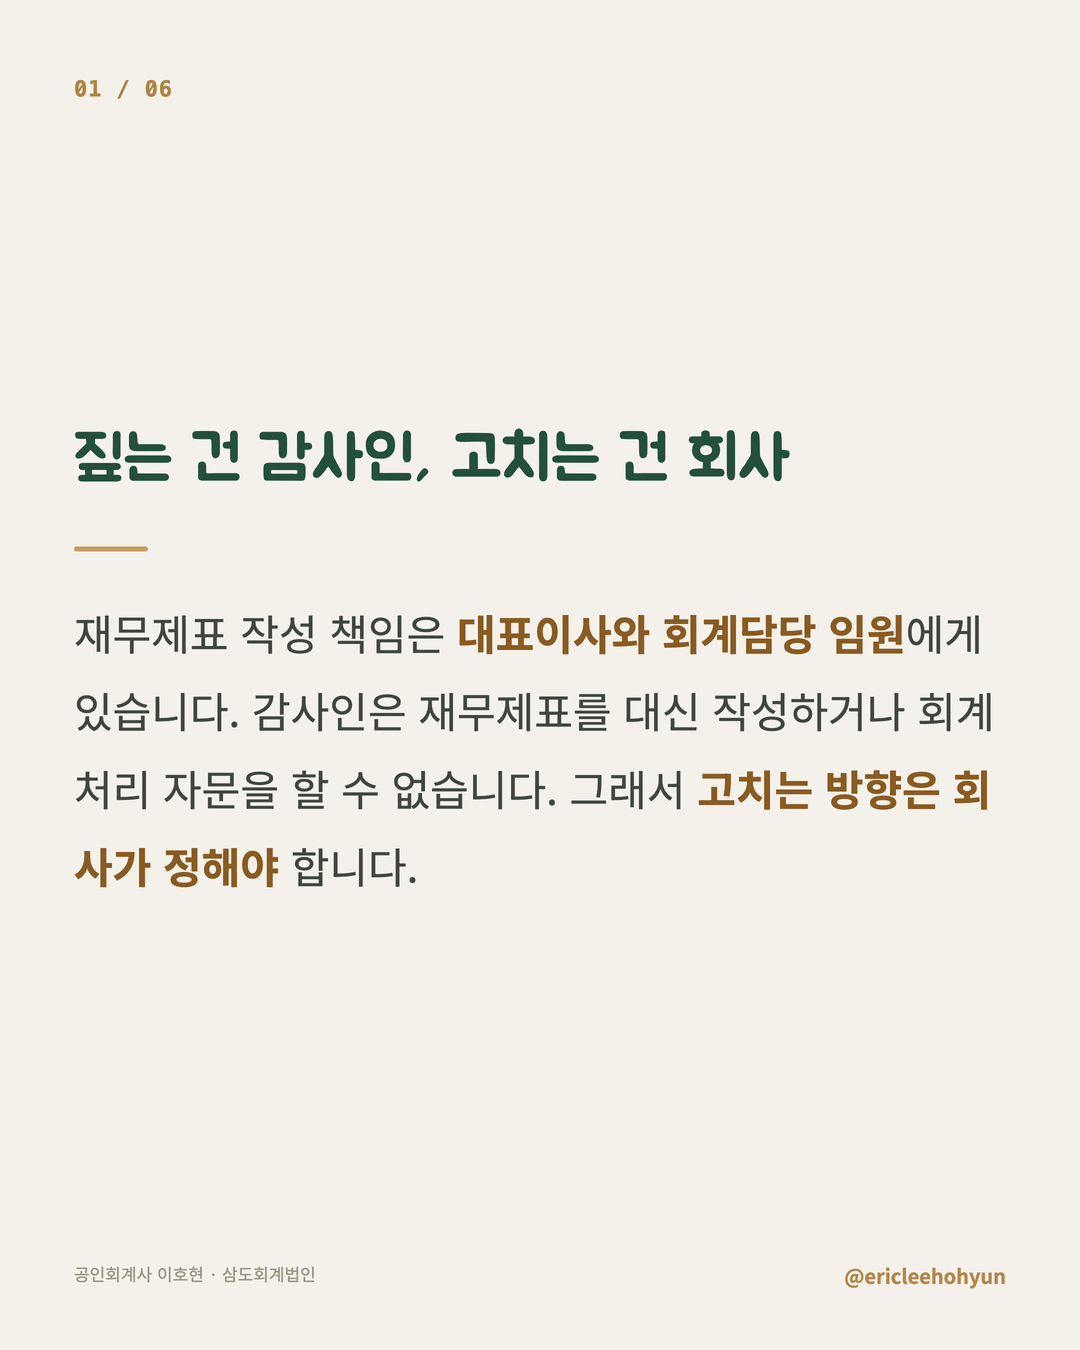 01 / 06
짚는 건 감사인, 고치는 건 회사
재무제표 작성 책임은 대표이사와 회계담당 임원에게
있습니다. 감사인은 재무제표를 대신 작성하거나 회계
처리 자문을 할 수 없습니다. 그래서 고치는 방향은 회
사가 정해야 합니다.
공인회계사 이호현 · 삼도회계법인
@ericleehohyun